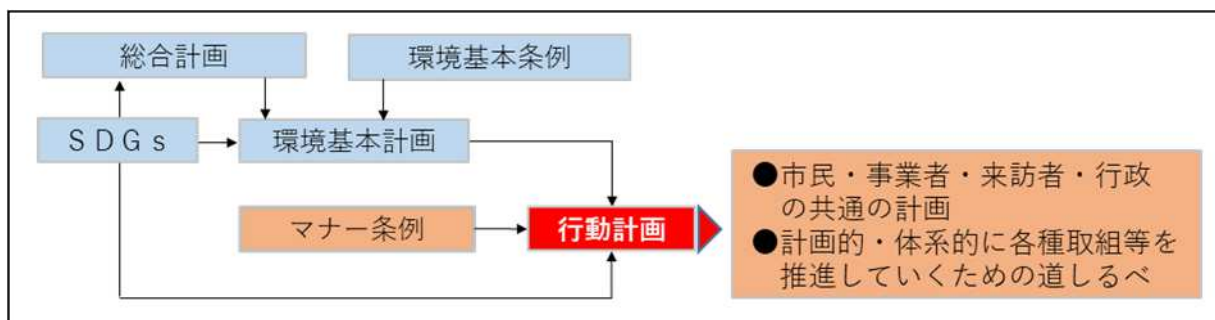 総合計画
環境基本条例
ＳＤＧｓ
環境基本計画
マナー条例
行動計画
●市民・事業者・来訪者・行政
の共通の計画
●計画的・体系的に各種取組等を
推進していくための道しるべ